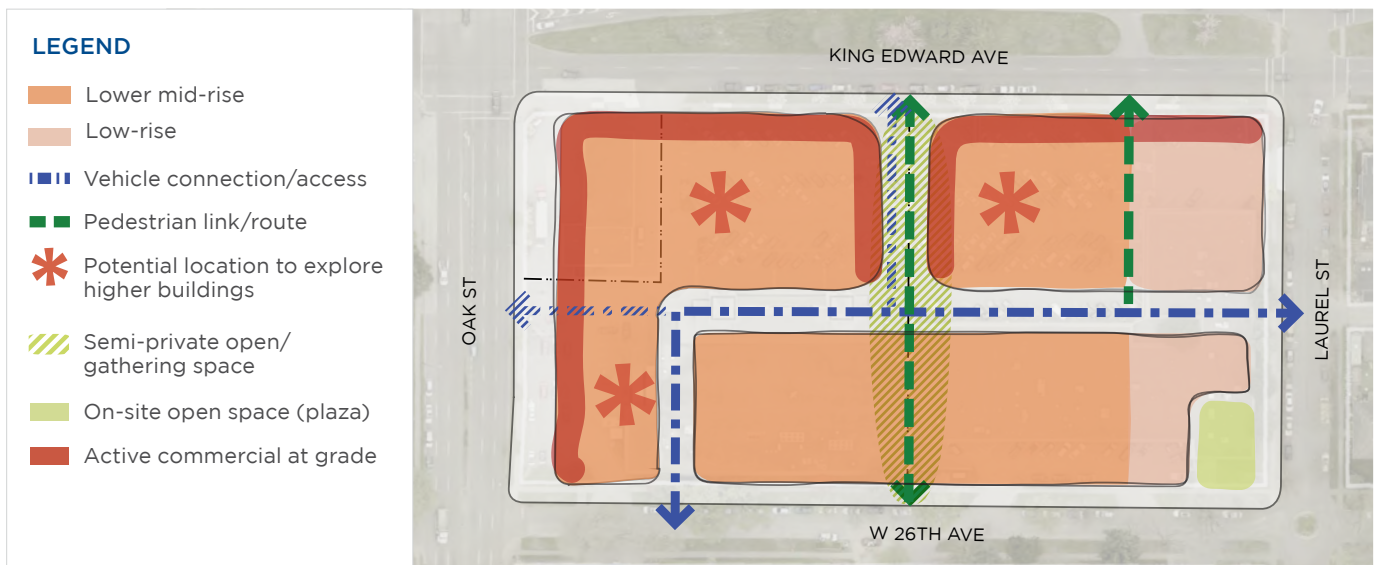 LEGEND
Lower mid-rise
Low-rise
Vehicle connection/access
Pedestrian link/route
Potential location to explore
higher buildings
Semi-private open/
gathering space
On-site open space (plaza)
Active commercial at grade
KING EDWARD AVE
OAK ST
LAUREL ST
W 26TH AVE